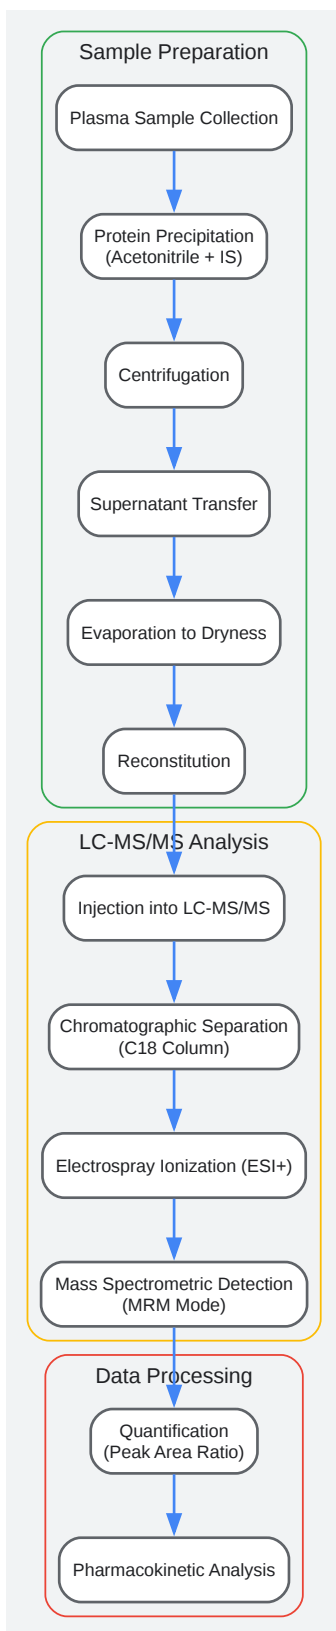 Sample Preparation
Plasma Sample Collection
Protein Precipitation
(Acetonitrile + IS)
Centrifugation
Supernatant Transfer
Evaporation to Dryness
Reconstitution
LC-MS/MS Analysis
Injection into LC-MS/MS
Chromatographic Separation
(C18 Column)
Electrospray Ionization (ESI+)
Mass Spectrometric Detection
(MRM Mode)
Data Processing
Quantification
(Peak Area Ratio)
Pharmacokinetic Analysis